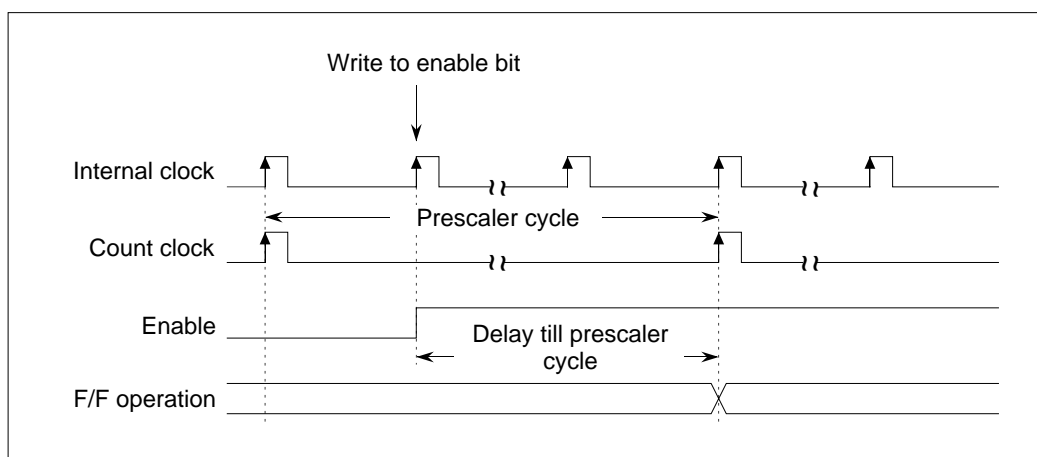 Write to enable bit
Internal clock
Prescaler cycle
Count clock
Enable
Delay till prescaler
cycle
F/F operation